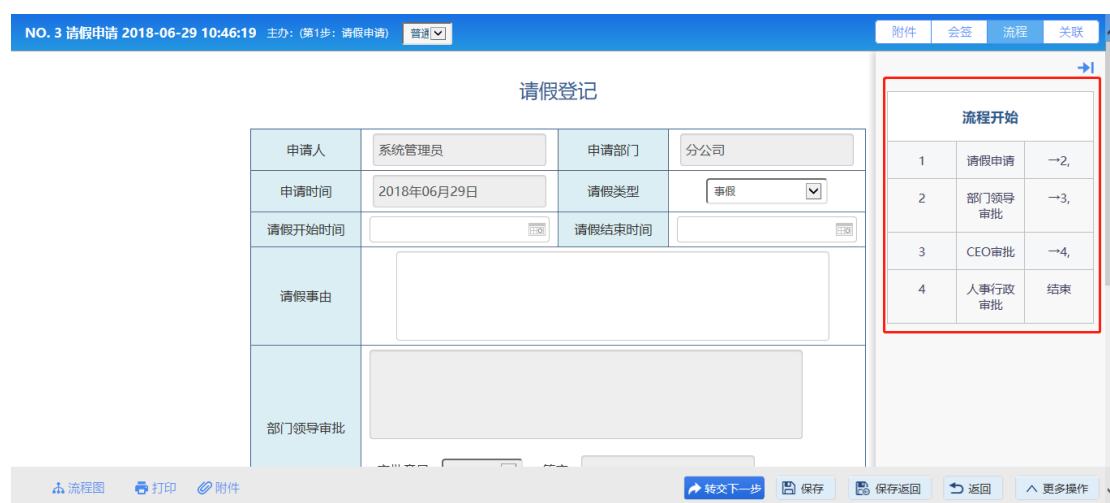 NO. 3 请假申请 2018-06-29 10:46:19 主办: (第1步: 请假申请) 普通 附件 会签 流程 关联
请假登记
流程开始
申请人 系统管理员 申请部门 分公司
1 请假申请 →2,
申请时间 2018年06月29日 请假类型 事假
2 部门领导 →3,
审批
请假开始时间 请假结束时间
3 CEO审批 →4,
请假事由
4 人事行政 结束
审批
部门领导审批
流程图 打印 附件 转交下一步 保存 保存返回 返回 更多操作